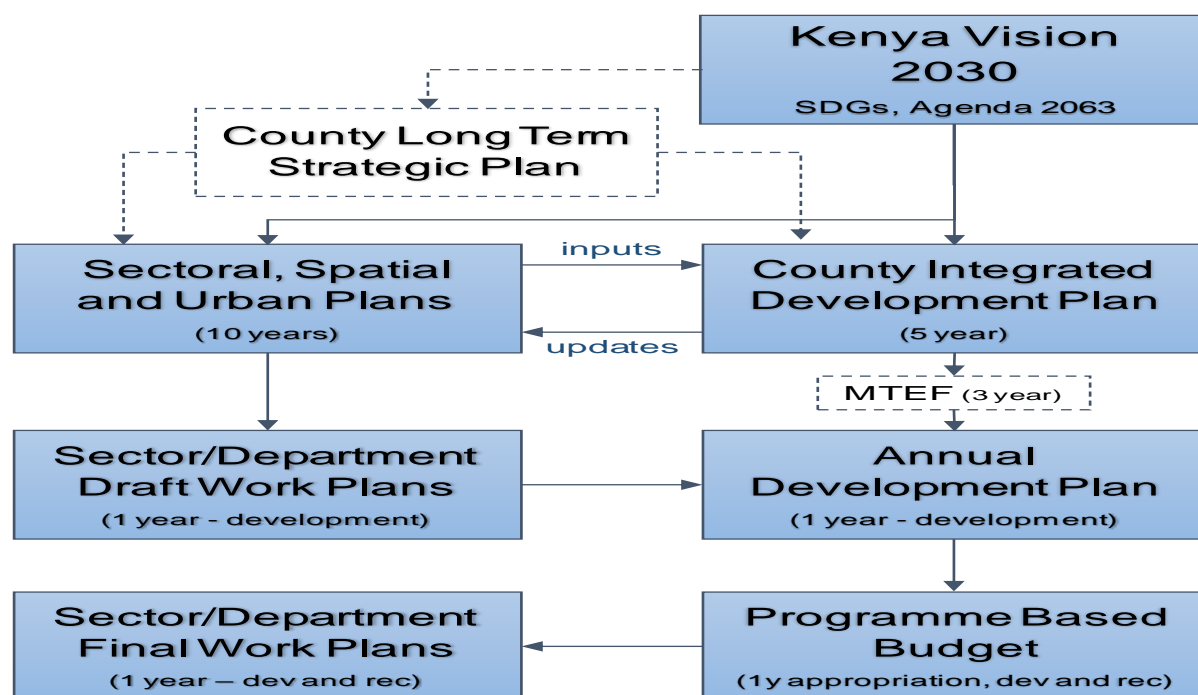 Kenya Vision
2030
SDGs, Agenda 2063
County Long Term
Strategic Plan
Sectoral, Spatial
and Urban Plans
(10 years)
inputs
updates
County Integrated
Development Plan
(5 year)
MTEF (3 year)
Sector/Department
Draft Work Plans
(1 year - development)
Annual
Development Plan
(1 year - development)
Sector/Department
Final Work Plans
(1 year – dev and rec)
Programme Based
Budget
(1y appropriation, dev and rec)